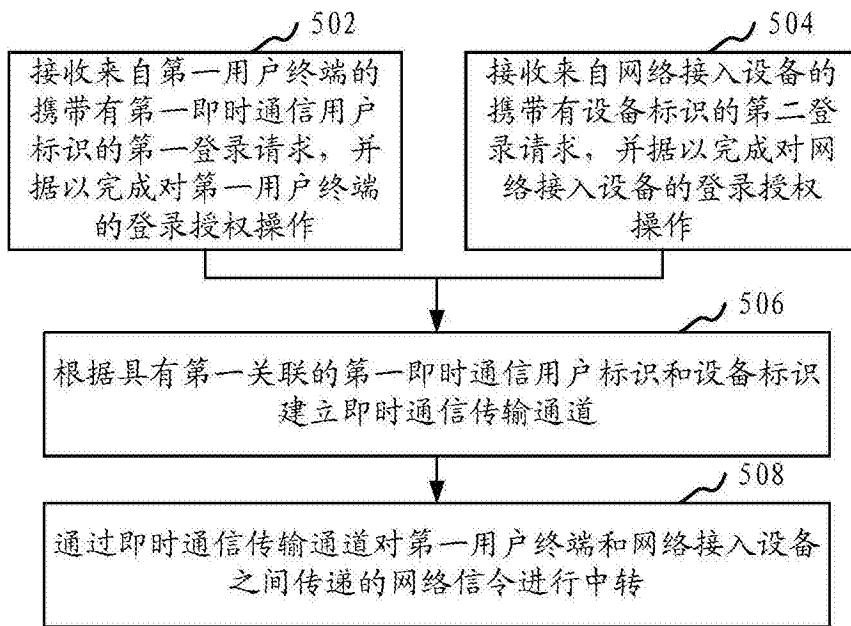 502
接收来自第一用户终端的
携带有第一即时通信用户
标识的第一登录请求，并
据以完成对第一用户终端
的登录授权操作
504
接收来自网络接入设备的
携带有设备标识的第二登
录请求，并据以完成对网
络接入设备的登录授权
操作
506
根据具有第一关联的第一即时通信用户标识和设备标识
建立即时通信传输通道
508
通过即时通信传输通道对第一用户终端和网络接入设备
之间传递的网络信令进行中转